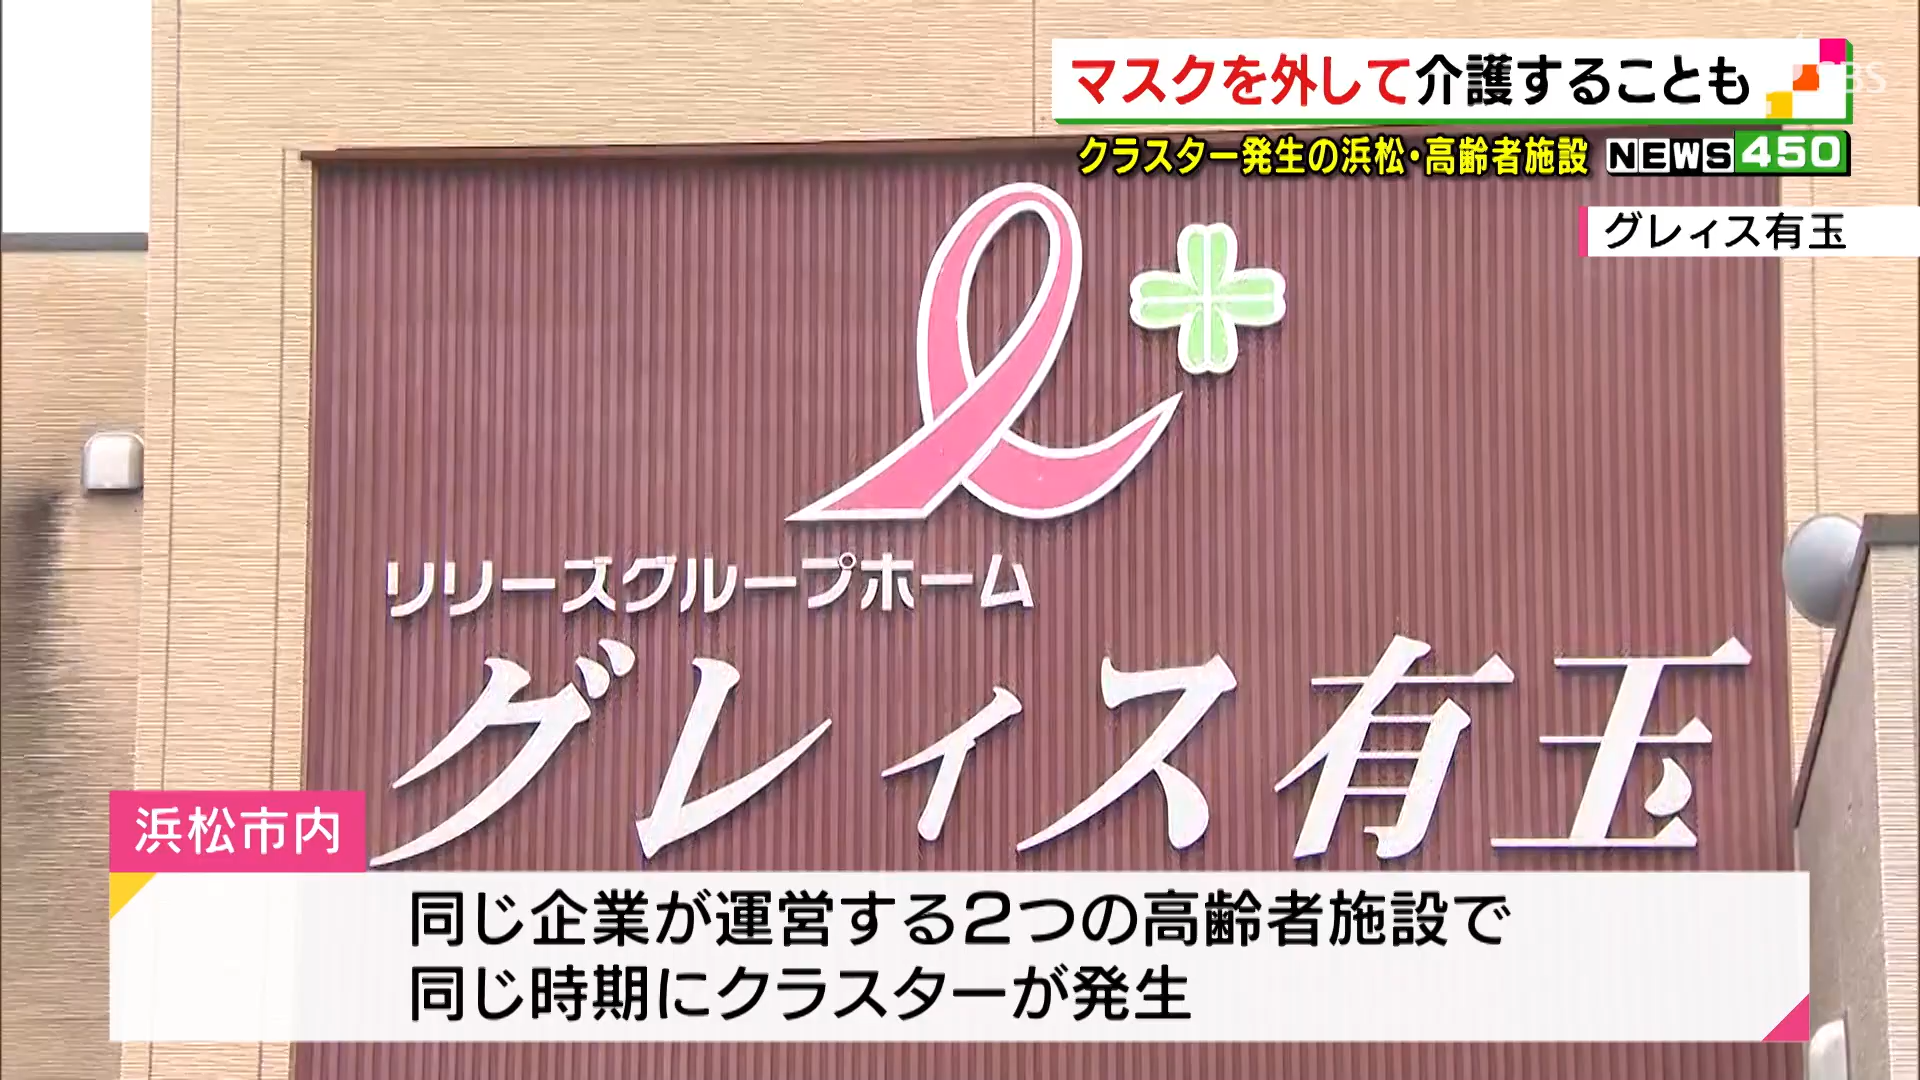 マスクを外して介護することも
クラスター発生の浜松・高齢者施設 NEWS 450
グレィス有玉
リリーズグループホーム
グレィス有玉
浜松市内
同じ企業が運営する2つの高齢者施設で
同じ時期にクラスターが発生